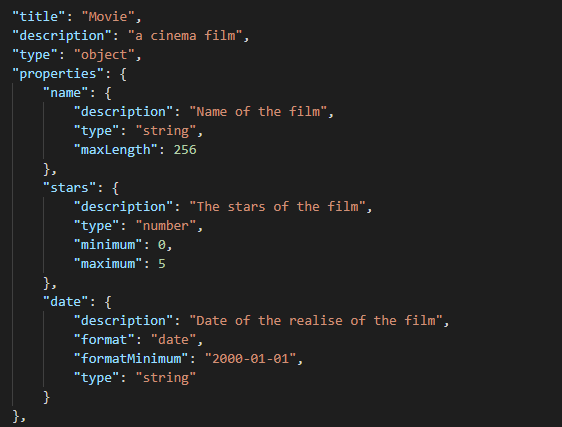 "title": "Movie",
"description": "a cinema film",
"type": "object",
"properties": {
"name": {
"description": "Name of the film",
"type": "string",
"maxLength": 256
},
"stars": {
"description": "The stars of the film",
"type": "number",
"minimum": 0,
"maximum": 5
},
"date": {
"description": "Date of the realise of the film",
"format": "date",
"formatMinimum": "2000-01-01",
"type": "string"
}
},